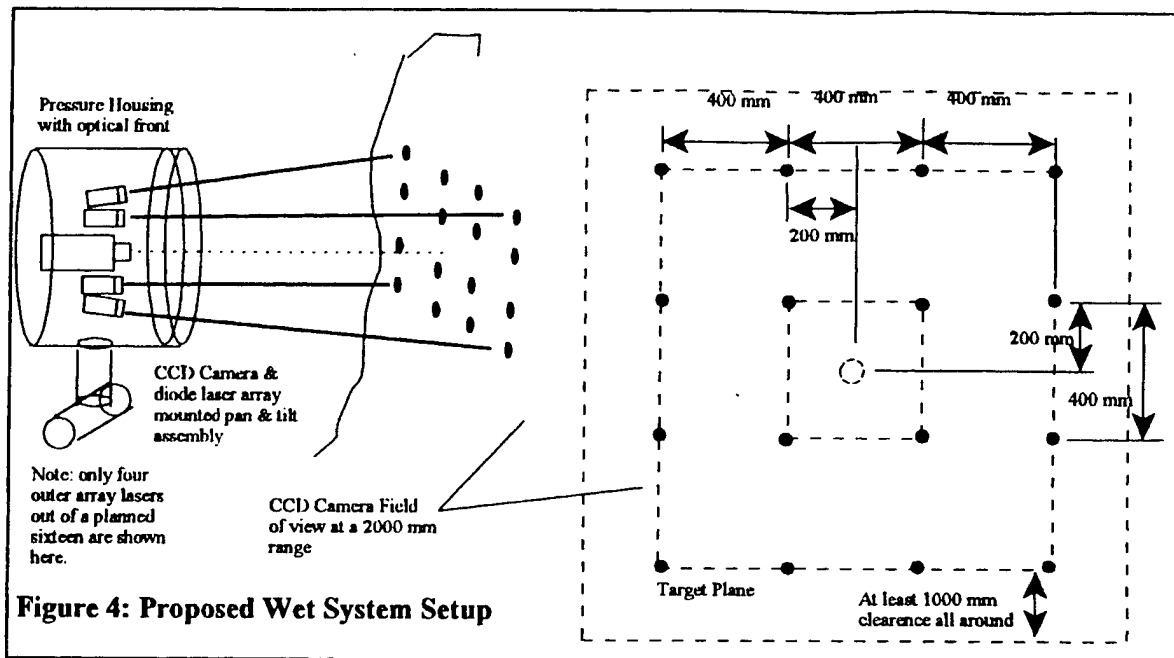 Pressure Housing
with optical front
400 mm
400 mm
400 mm
200 mm
200 mm
400 mm
CCD Camera &
diode laser array
mounted pan & tilt
assembly
Note: only four
outer array lasers
out of a planned
sixteen are shown
here.
CCD Camera Field
of view at a 2000 mm
range
Target Plane
At least 1000 mm
clearence all around
Figure 4: Proposed Wet System Setup